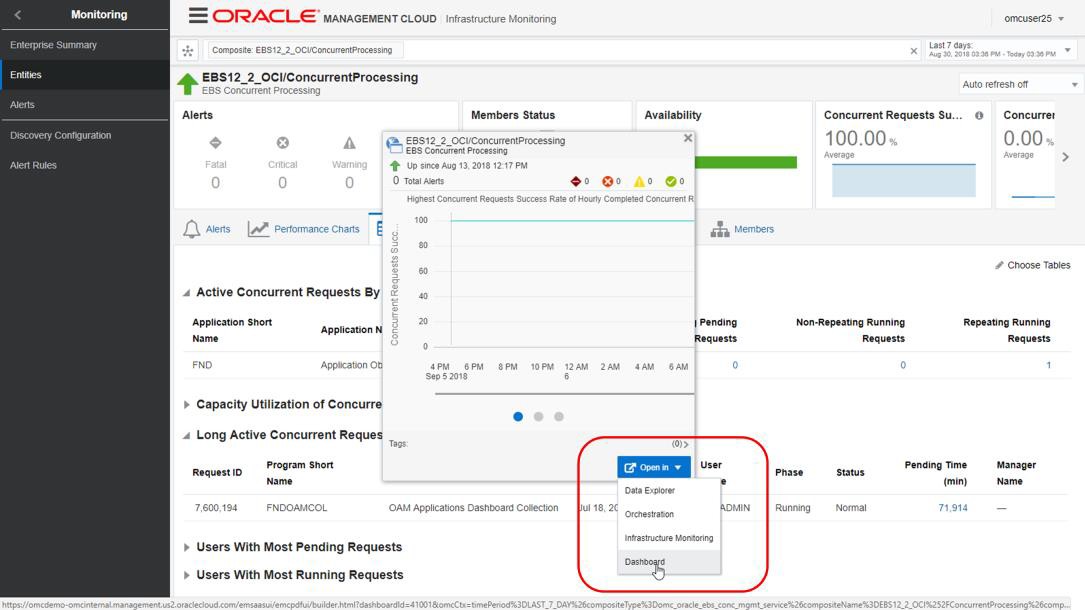 Monitoring
Enterprise Summary
Entities
Alerts
Discovery Configuration
Alert Rules
ORACLE MANAGEMENT CLOUD | Infrastructure Monitoring
omcuser25
Composite: EBS12_2_OCI/ConcurrentProcessing
Last 7 days:
Aug 30, 2018 03:36 PM - Today 03:36 PM
EBS12_2_OCI/ConcurrentProcessing
EBS Concurrent Processing
Auto refresh off
Alerts
Fatal
0
Critical
0
Warning
0
Members Status
Availability
Concurrent Requests Su...
100.00 %
Average
Concurrer
0.00 %
Average
Alerts
Performance Charts
Members
Choose Tables
EBS12_2_OCI/ConcurrentProcessing
EBS Concurrent Processing
Up since Aug 13, 2018 12:17 PM
0 Total Alerts
0 0 0 0
Highest Concurrent Requests Success Rate of Hourly Completed Concurrent R
Concurrent Requests Succ...
100
80
60
40
20
0
4 PM 6 PM 8 PM 10 PM 12 AM 2 AM 4 AM 6 AM
Sep 5 2018 6
Tags:
(0)
Open in
Data Explorer
Orchestration
Infrastructure Monitoring
Dashboard
Active Concurrent Requests By
Application Short Name
Application N
Pending Requests
Non-Repeating Running Requests
Repeating Running Requests
FND
Application Ob
0
0
1
Capacity Utilization of Concurre
Long Active Concurrent Reques
Request ID
Program Short Name
User
Phase
Status
Pending Time (min)
Manager Name
7,600,194
FNDOAMCOL
OAM Applications Dashboard Collection
Jul 18, 20
ADMIN
Running
Normal
71,914
—
Users With Most Pending Requests
Users With Most Running Requests
https://omcdemo-omcinternal.management.us2.oraclecloud.com/emsaasui/emcpdfui/builder.html?dashboardId=41001&omcCtx=timePeriod%3DLAST_7_DAY%26compositeType%3Domc_oracle_ebs_conc_mgmt_service%26compositeName%3DEBS12_2_OCI%252FConcurrentProcessing%26comp...